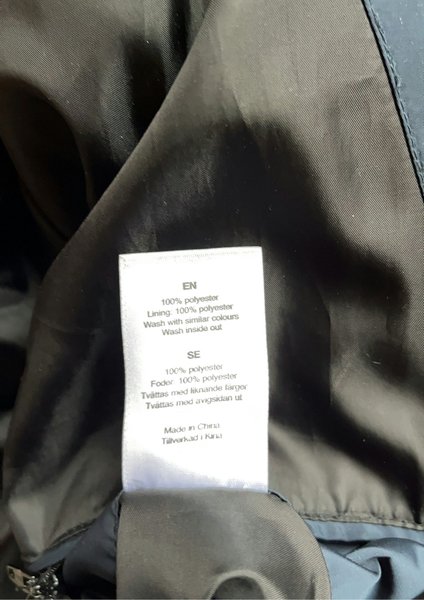 EN
100% polyester
Lining: 100% polyester
Wash with similar colours
Wash inside out
SE
100% polyester
Foder: 100% polyester
Tvättas med liknande färger
Tvättas med avigsidan ut
Made in China
Tillverkad i Kina